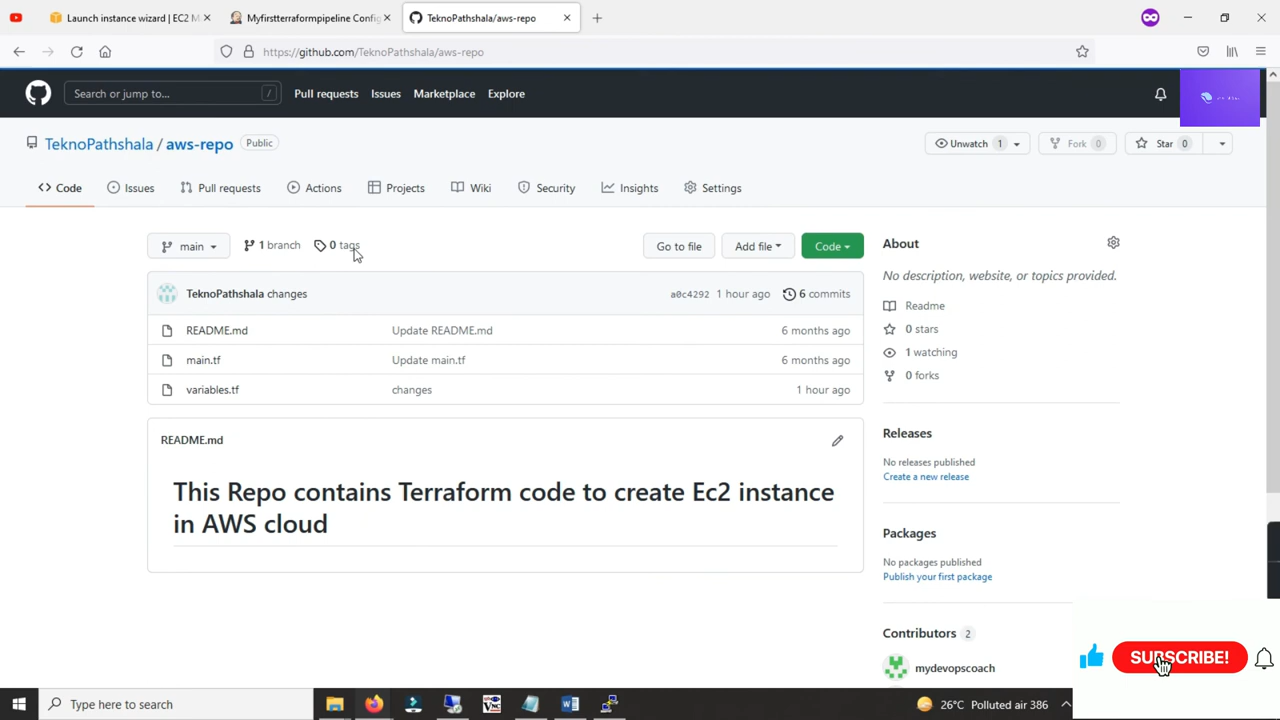 Launch instance wizard | EC2 M
Myfirstterraformpipeline Config
TeknoPathshala/aws-repo
https://github.com/TeknoPathshala/aws-repo
Search or jump to...
/
Pull requests
Issues
Marketplace
Explore
TeknoPathshala / aws-repo
Public
Unwatch 1
Fork 0
Star 0
Code
Issues
Pull requests
Actions
Projects
Wiki
Security
Insights
Settings
main
1 branch
0 tags
Go to file
Add file
Code
TeknoPathshala changes
a0c4292 1 hour ago
6 commits
README.md Update README.md 6 months ago
main.tf Update main.tf 6 months ago
variables.tf changes 1 hour ago
README.md
This Repo contains Terraform code to create Ec2 instance
in AWS cloud
About
No description, website, or topics provided.
Readme
0 stars
1 watching
0 forks
Releases
No releases published
Create a new release
Packages
No packages published
Publish your first package
Contributors 2
mydevopscoach
SUBSCRIBE!
Type here to search
26°C Polluted air 386